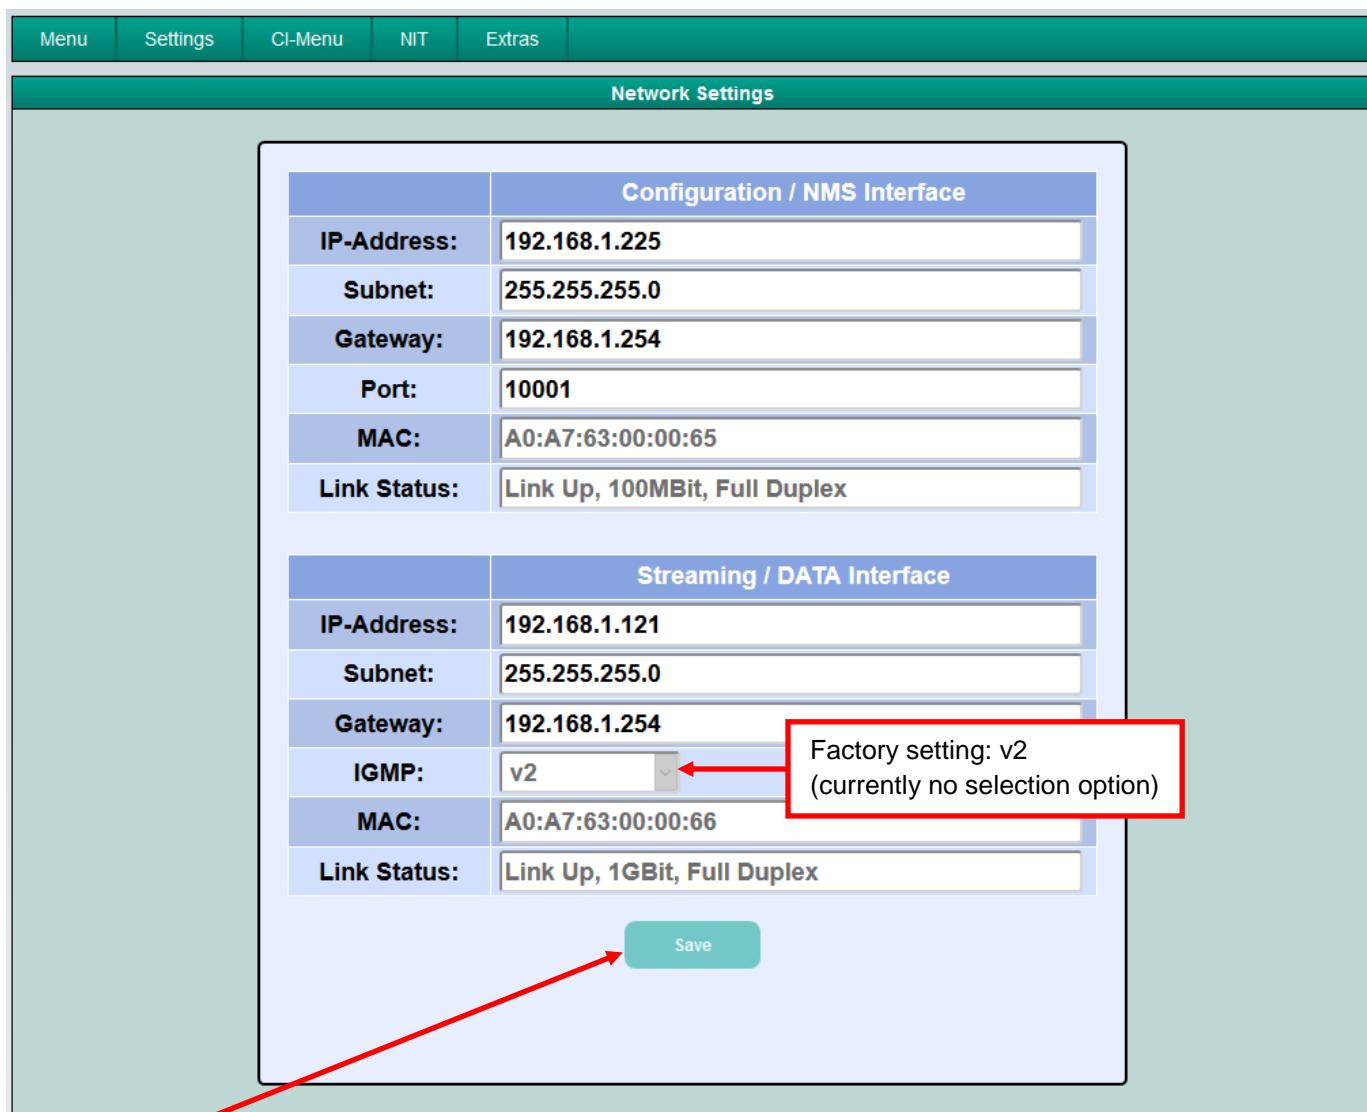 Menu Settings CI-Menu NIT Extras
Network Settings
Configuration / NMS Interface
IP-Address: 192.168.1.225
Subnet: 255.255.255.0
Gateway: 192.168.1.254
Port: 10001
MAC: A0:A7:63:00:00:65
Link Status: Link Up, 100MBit, Full Duplex
Streaming / DATA Interface
IP-Address: 192.168.1.121
Subnet: 255.255.255.0
Gateway: 192.168.1.254
IGMP: v2
Factory setting: v2
(currently no selection option)
MAC: A0:A7:63:00:00:66
Link Status: Link Up, 1GBit, Full Duplex
Save